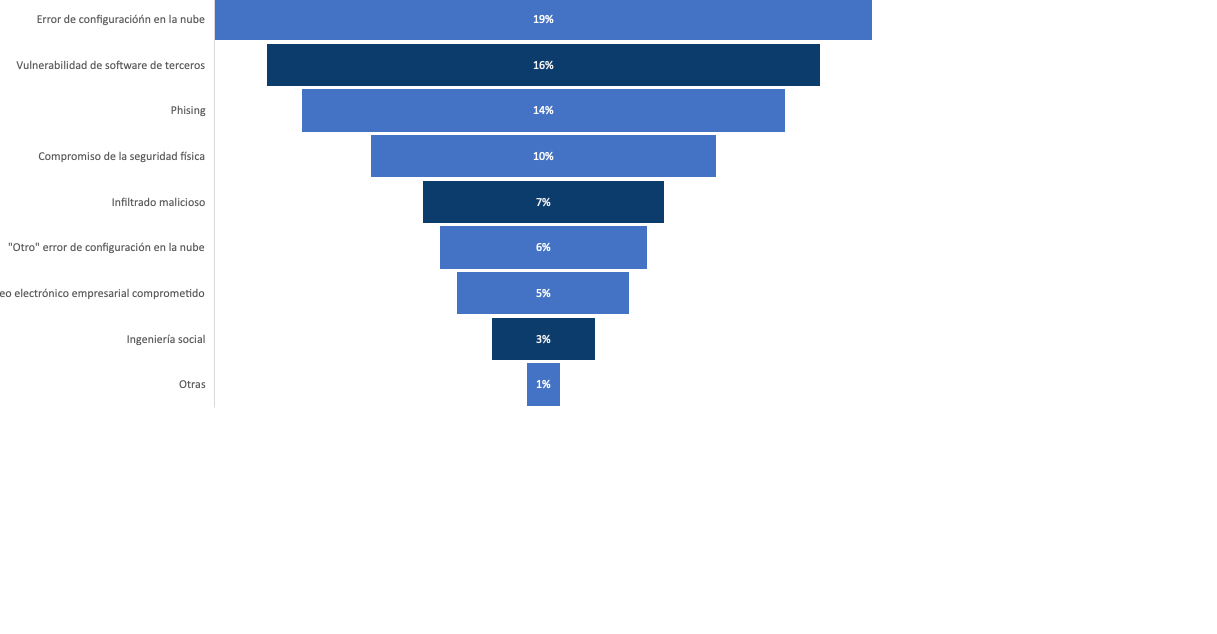 Error de configuracióńn en la nube 19%
Vulnerabilidad de software de terceros 16%
Phising 14%
Compromiso de la seguridad física 10%
Infiltrado malicioso 7%
"Otro" error de configuración en la nube 6%
eo electrónico empresarial comprometido 5%
Ingeniería social 3%
Otras 1%